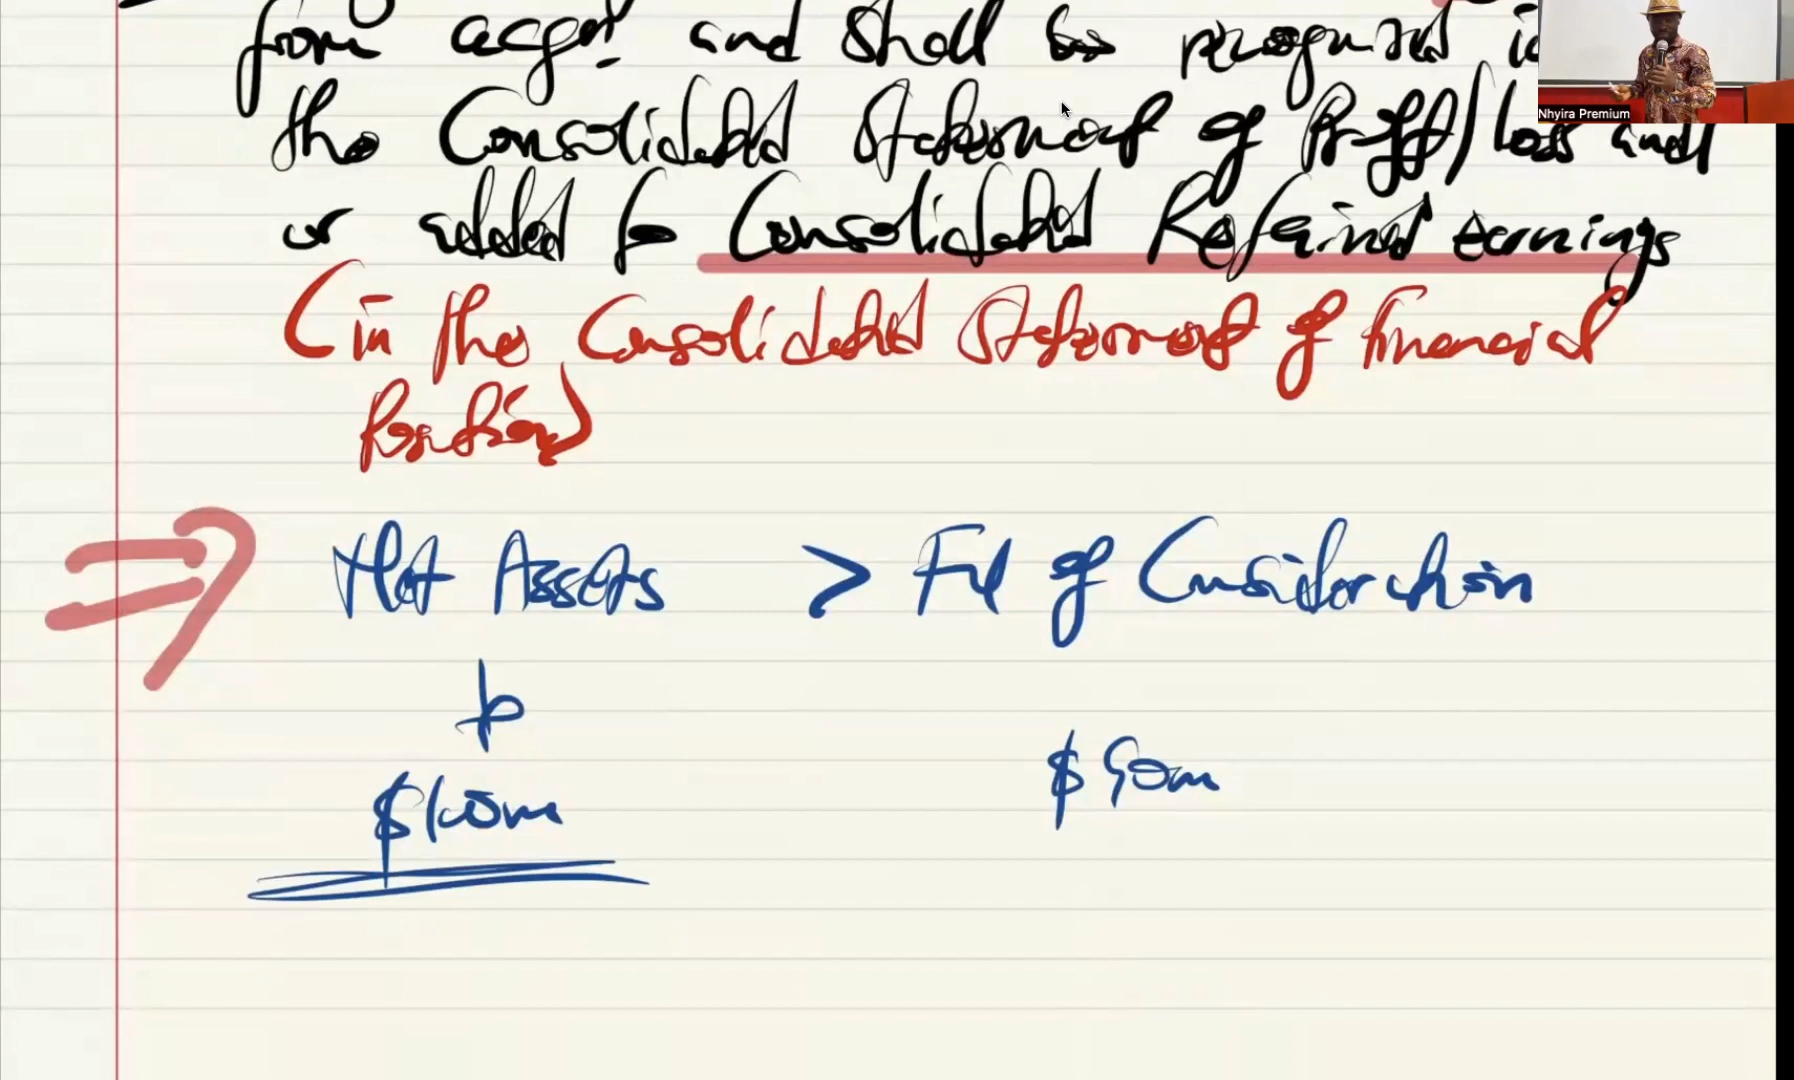 from acqn. and shall be recognised in
the Consolidated Statement of Profit/loss and
or added to Consolidated Retained earnings
(in the Consolidated Statement of financial
Position)
Net Assets > FV of Consideration
$100m $90m
Nhyira Premium